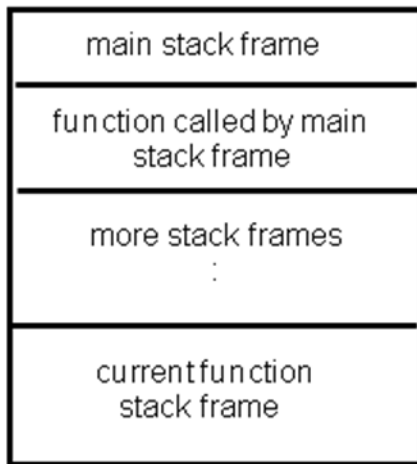 main stack frame
function called by main
stack frame
more stack frames
:
current function
stack frame